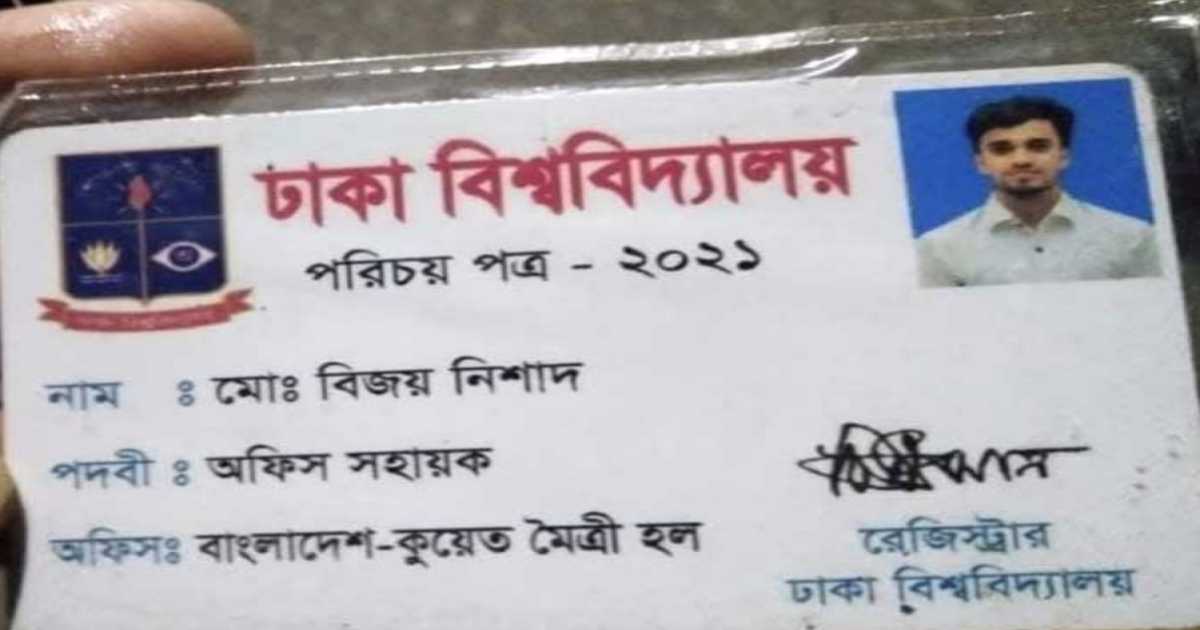 ঢাকা বিশ্ববিদ্যালয়
পরিচয় পত্র - ২০২১
নাম : মোঃ বিজয় নিশাদ
পদবী : অফিস সহায়ক
অফিসঃ বাংলাদেশ-কুয়েত মৈত্রী হল
রেজিস্ট্রার
ঢাকা বিশ্ববিদ্যালয়